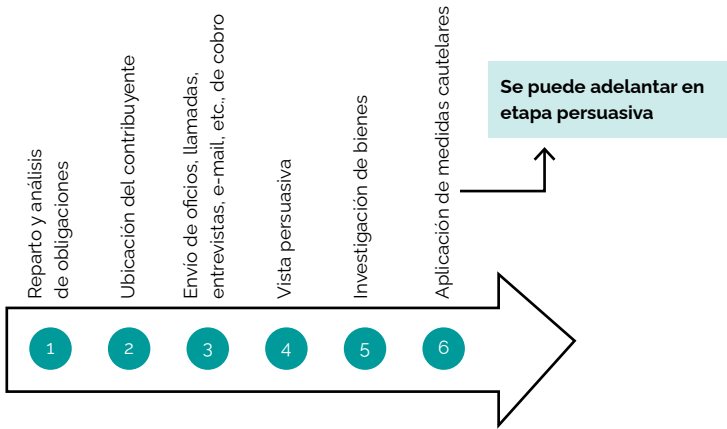 Reparto y análisis
de obligaciones
Ubicación del contribuyente
Envío de oficios, llamadas,
entrevistas, e-mail, etc., de cobro
Vista persuasiva
Investigación de bienes
Aplicación de medidas cautelares
Se puede adelantar en
etapa persuasiva
1
2
3
4
5
6